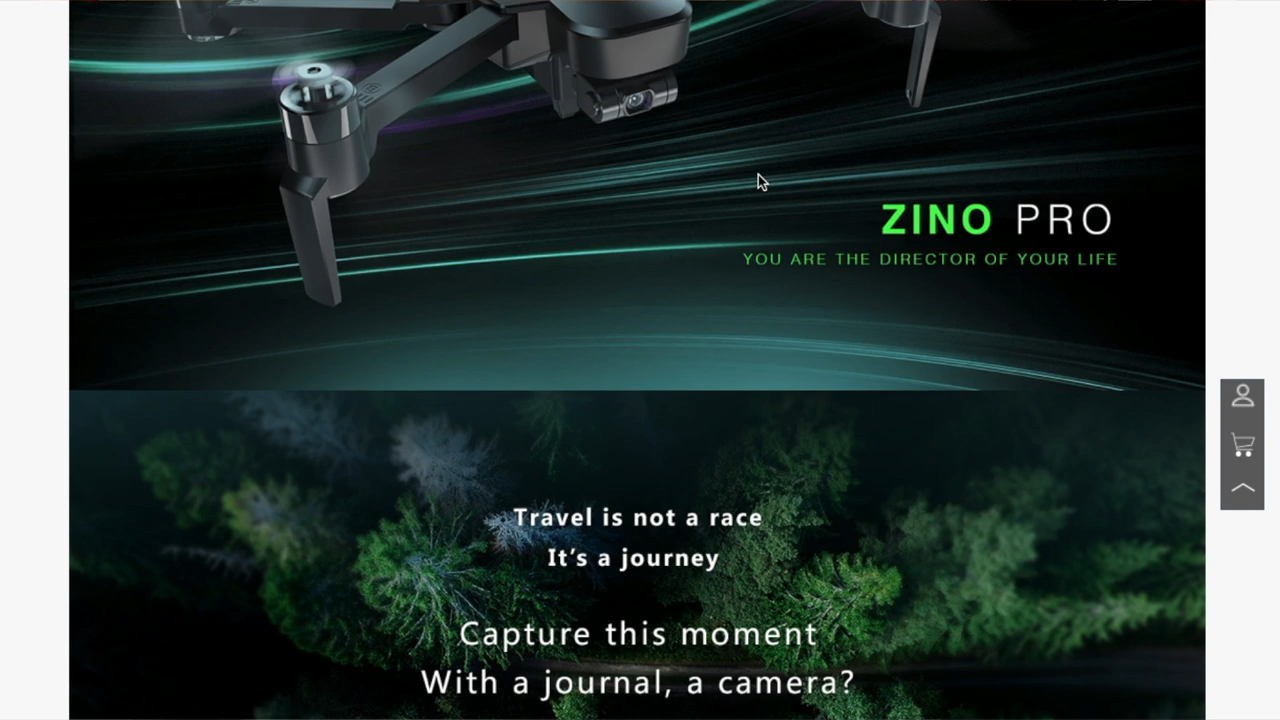 ZINO PRO
YOU ARE THE DIRECTOR OF YOUR LIFE
Travel is not a race
It’s a journey
Capture this moment
With a journal, a camera?